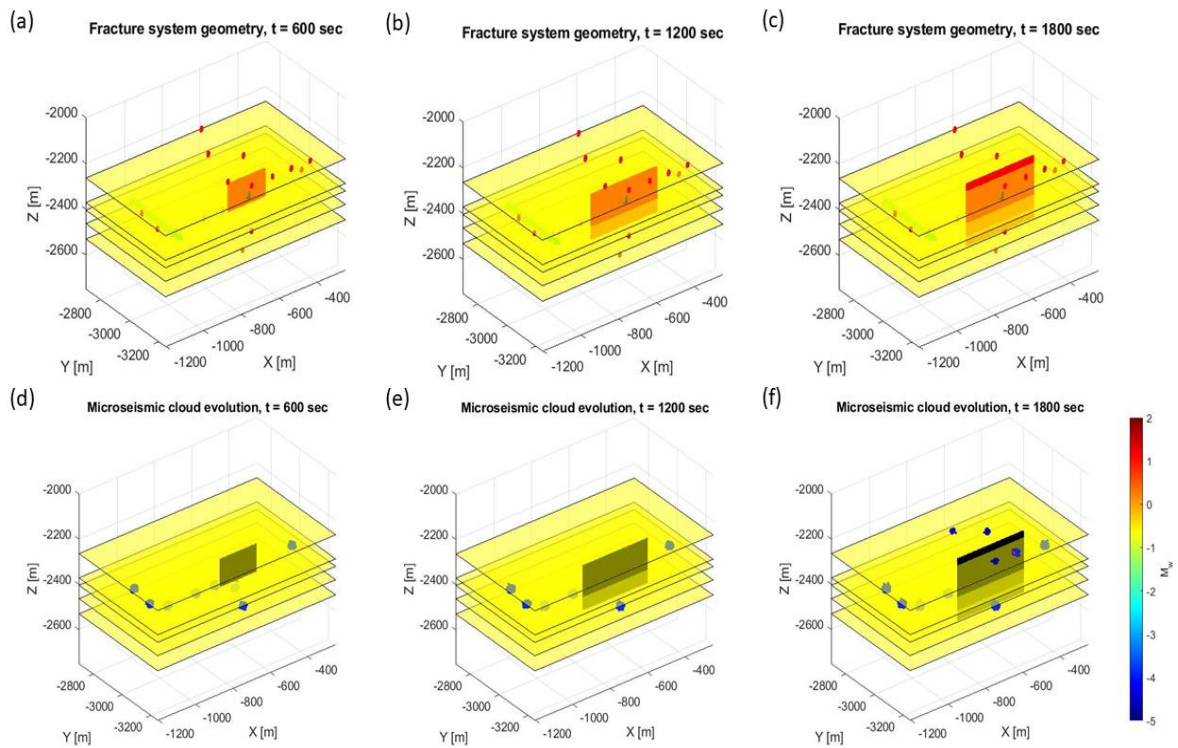 (a)
Fracture system geometry, t = 600 sec
-2000
-2200
-2400
-2600
Z [m]
-2800
-3000
-3200
Y [m]
-1200
-1000
-800
-600
-400
X [m]
(b)
Fracture system geometry, t = 1200 sec
-2000
-2200
-2400
-2600
Z [m]
-2800
-3000
-3200
Y [m]
-1200
-1000
-800
-600
-400
X [m]
(c)
Fracture system geometry, t = 1800 sec
-2000
-2200
-2400
-2600
Z [m]
-2800
-3000
-3200
Y [m]
-1200
-1000
-800
-600
-400
X [m]
(d)
Microseismic cloud evolution, t = 600 sec
-2000
-2200
-2400
-2600
Z [m]
-2800
-3000
-3200
Y [m]
-1200
-1000
-800
-600
-400
X [m]
(e)
Microseismic cloud evolution, t = 1200 sec
-2000
-2200
-2400
-2600
Z [m]
-2800
-3000
-3200
Y [m]
-1200
-1000
-800
-600
-400
X [m]
(f)
Microseismic cloud evolution, t = 1800 sec
-2000
-2200
-2400
-2600
Z [m]
-2800
-3000
-3200
Y [m]
-1200
-1000
-800
-600
-400
X [m]
2
1
0
-1
-2
-3
-4
-5
M_w